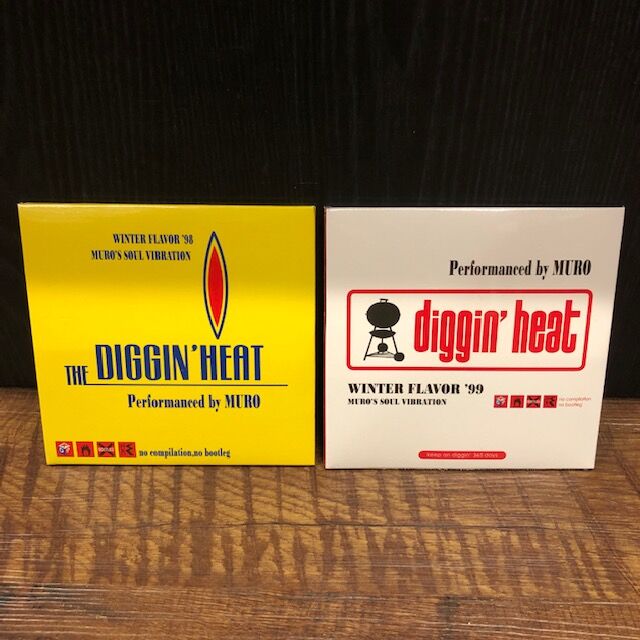 WINTER FLAVOR '98
MURO'S SOUL VIBRATION
THE DIGGIN' HEAT
Performanced by MURO
no compilation,no bootleg
Performanced by MURO
diggin' heat
WINTER FLAVOR '99
MURO'S SOUL VIBRATION
no compilation
no bootleg
keep on diggin' 365 days